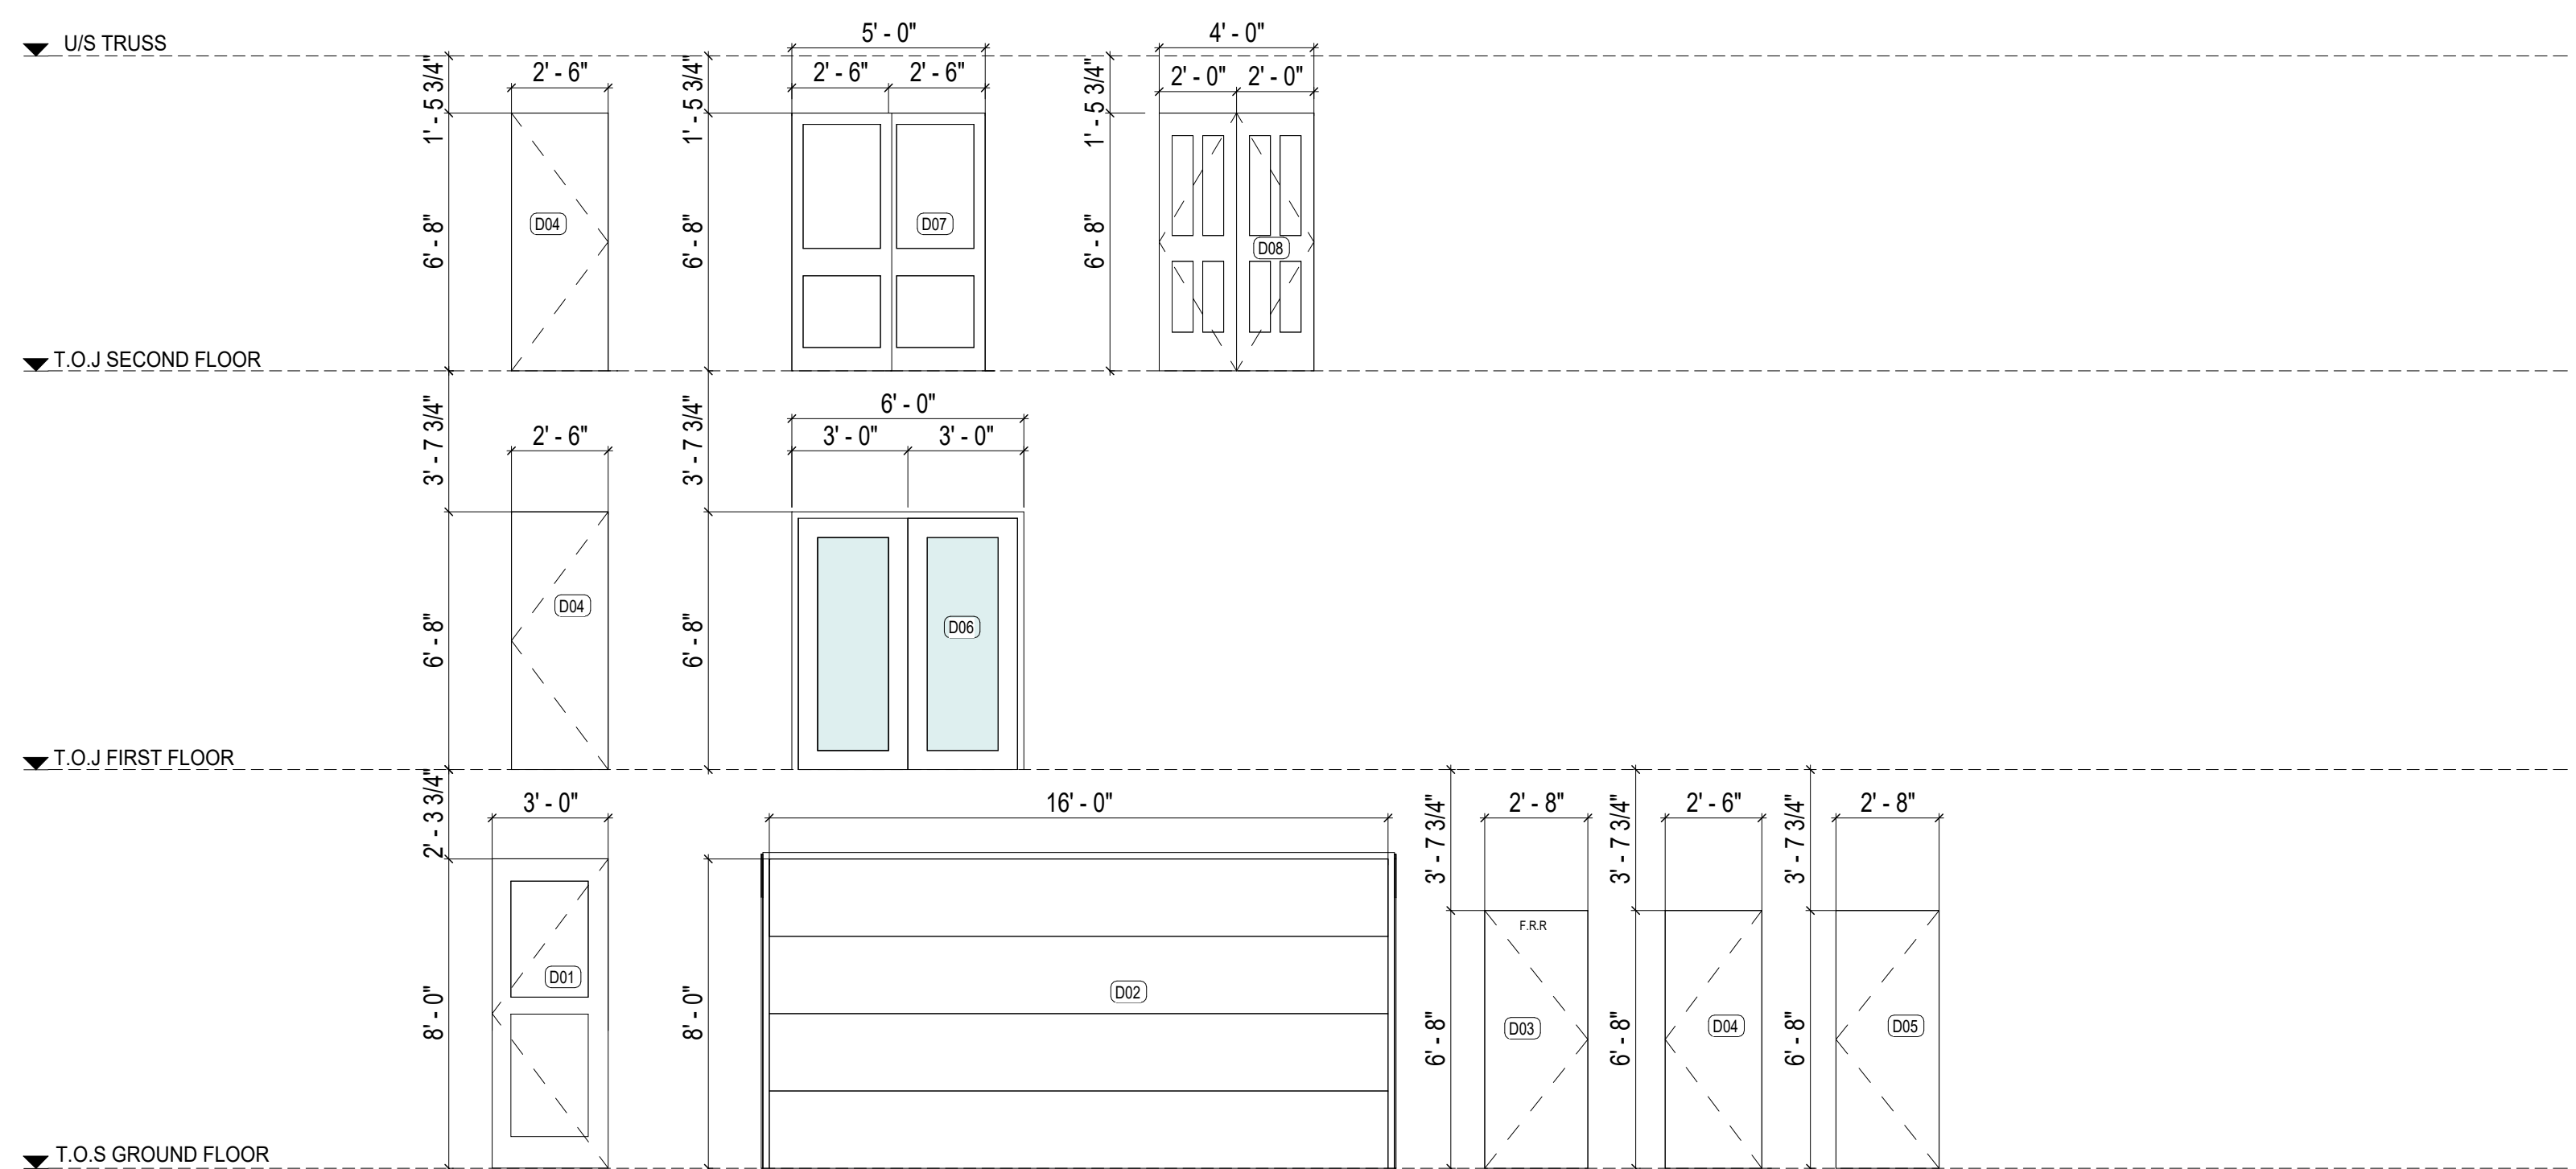 U/S TRUSS
5' - 0"
4' - 0"
2' - 6"
2' - 6"
2' - 6"
2' - 0"
2' - 0"
1' - 5 3/4"
1' - 5 3/4"
1' - 5 3/4"
6' - 8"
D04
6' - 8"
D07
6' - 8"
D08
T.O.J SECOND FLOOR
6' - 0"
3' - 7 3/4"
2' - 6"
3' - 7 3/4"
3' - 0"
3' - 0"
6' - 8"
D04
6' - 8"
D06
T.O.J FIRST FLOOR
2' - 3 3/4"
3' - 0"
16' - 0"
3' - 7 3/4"
2' - 8"
3' - 7 3/4"
2' - 6"
3' - 7 3/4"
2' - 8"
F.R.R
8' - 0"
D01
8' - 0"
D02
6' - 8"
D03
6' - 8"
D04
6' - 8"
D05
T.O.S GROUND FLOOR